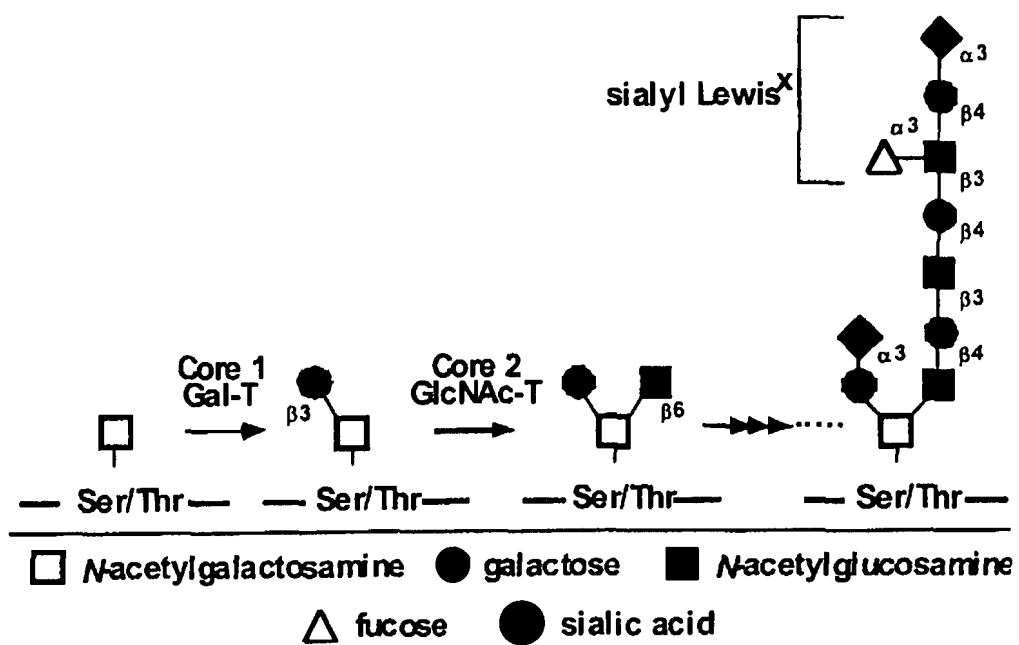 α3
sialyl Lewis
X
β4
α3
β3
β4
β3
α3
β4
Core 1
Gal-T
Core 2
GlcNAc-T
β3
β6
Ser/Thr
Ser/Thr
Ser/Thr
Ser/Thr
N-acetylgalactosamine galactose N-acetylglucosamine
fucose sialic acid